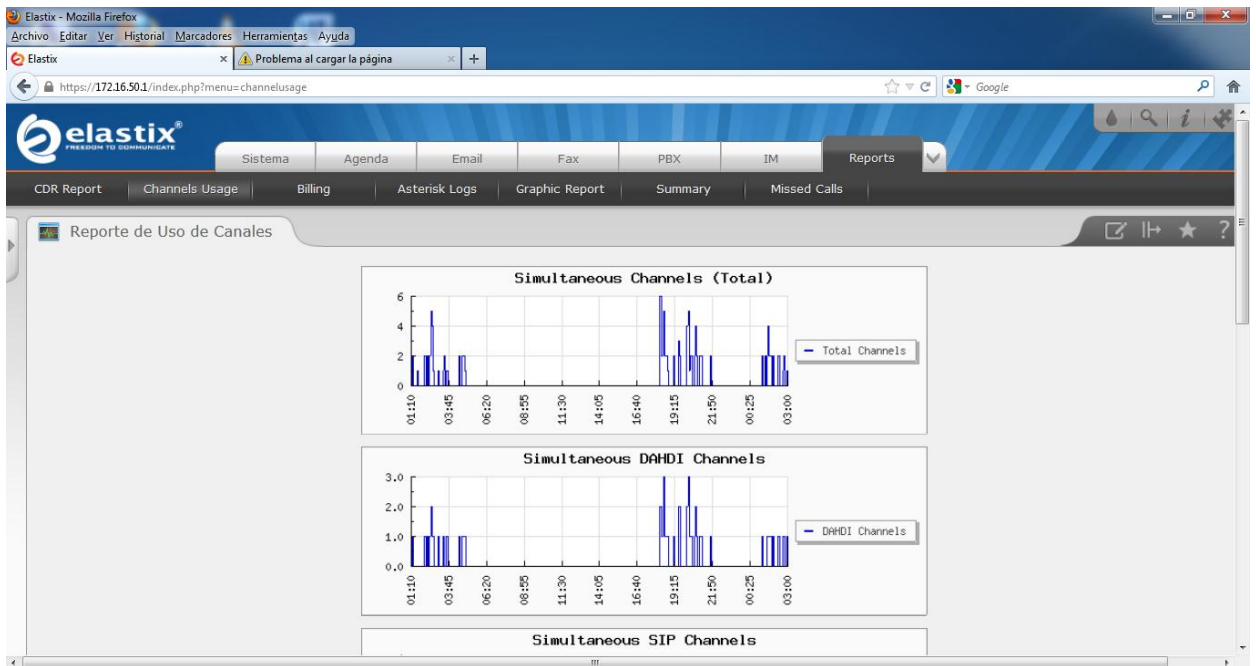 Elastix - Mozilla Firefox
Archivo Editar Ver Historial Marcadores Herramientas Ayuda
Elastix × Problema al cargar la página × +
https://172.16.50.1/index.php?menu=channelusage Google
elastix®
FREEDOM TO COMMUNICATE
Sistema Agenda Email Fax PBX IM Reports
CDR Report Channels Usage Billing Asterisk Logs Graphic Report Summary Missed Calls
Reporte de Uso de Canales
Simultaneous Channels (Total)
6
4
2
0
Total Channels
01:10 03:45 06:20 08:55 11:30 14:05 16:40 19:15 21:50 00:25 03:00
Simultaneous DAHDI Channels
3.0
2.0
1.0
0.0
DAHDI Channels
01:10 03:45 06:20 08:55 11:30 14:05 16:40 19:15 21:50 00:25 03:00
Simultaneous SIP Channels